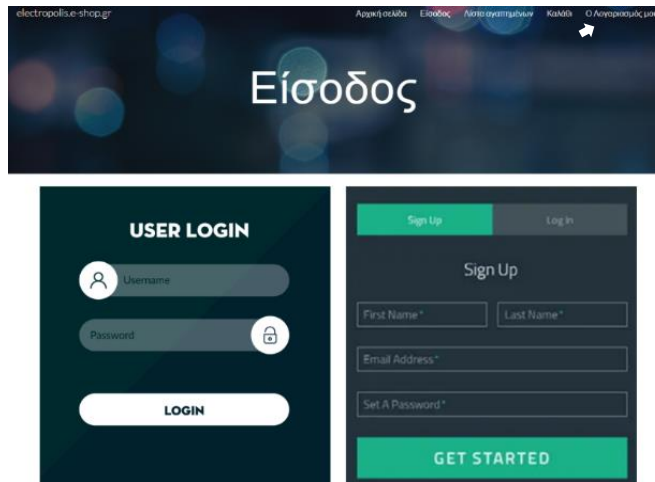 electropolis.e-shop.gr
Αρχική σελίδα Είσοδος Λίστα αγαπημένων Καλάθι Ο Λογαριασμός μου
Είσοδος
USER LOGIN
Username
Password
LOGIN
Sign Up Log In
Sign Up
First Name* Last Name*
Email Address*
Set A Password*
GET STARTED